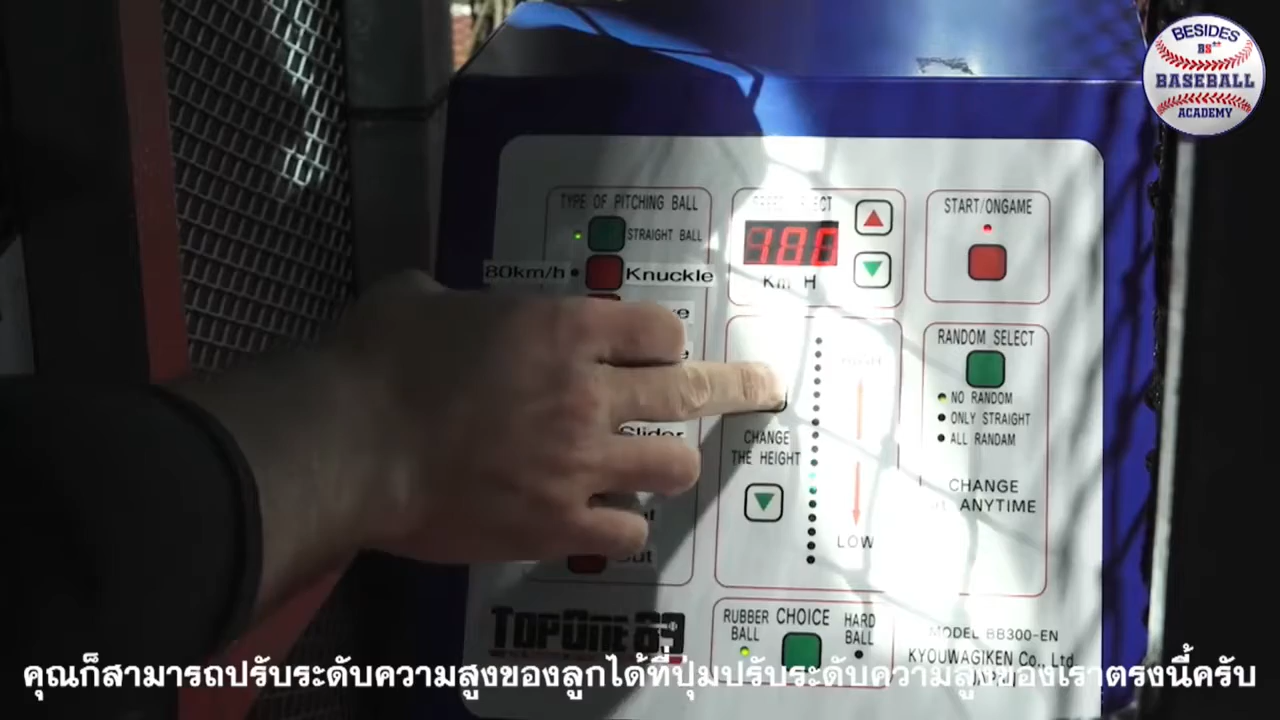 BESIDES
BS
BASEBALL
ACADEMY
TYPE OF PITCHING BALL
STRAIGHT BALL
80km/h
Knuckle
Slider
180
Km H
START/ONGAME
RANDOM SELECT
NO RANDOM
ONLY STRAIGHT
ALL RANDAM
CHANGE
ANYTIME
CHANGE
THE HEIGHT
LOW
TOPONE89
RUBBER BALL
CHOICE
HARD BALL
MODEL BB300-EN
KYOUWAGIKEN Co., Ltd
คุณก็สามารถปรับระดับความสูงของลูกได้ที่ปุ่มปรับระดับความสูงของเราตรงนี้ครับ